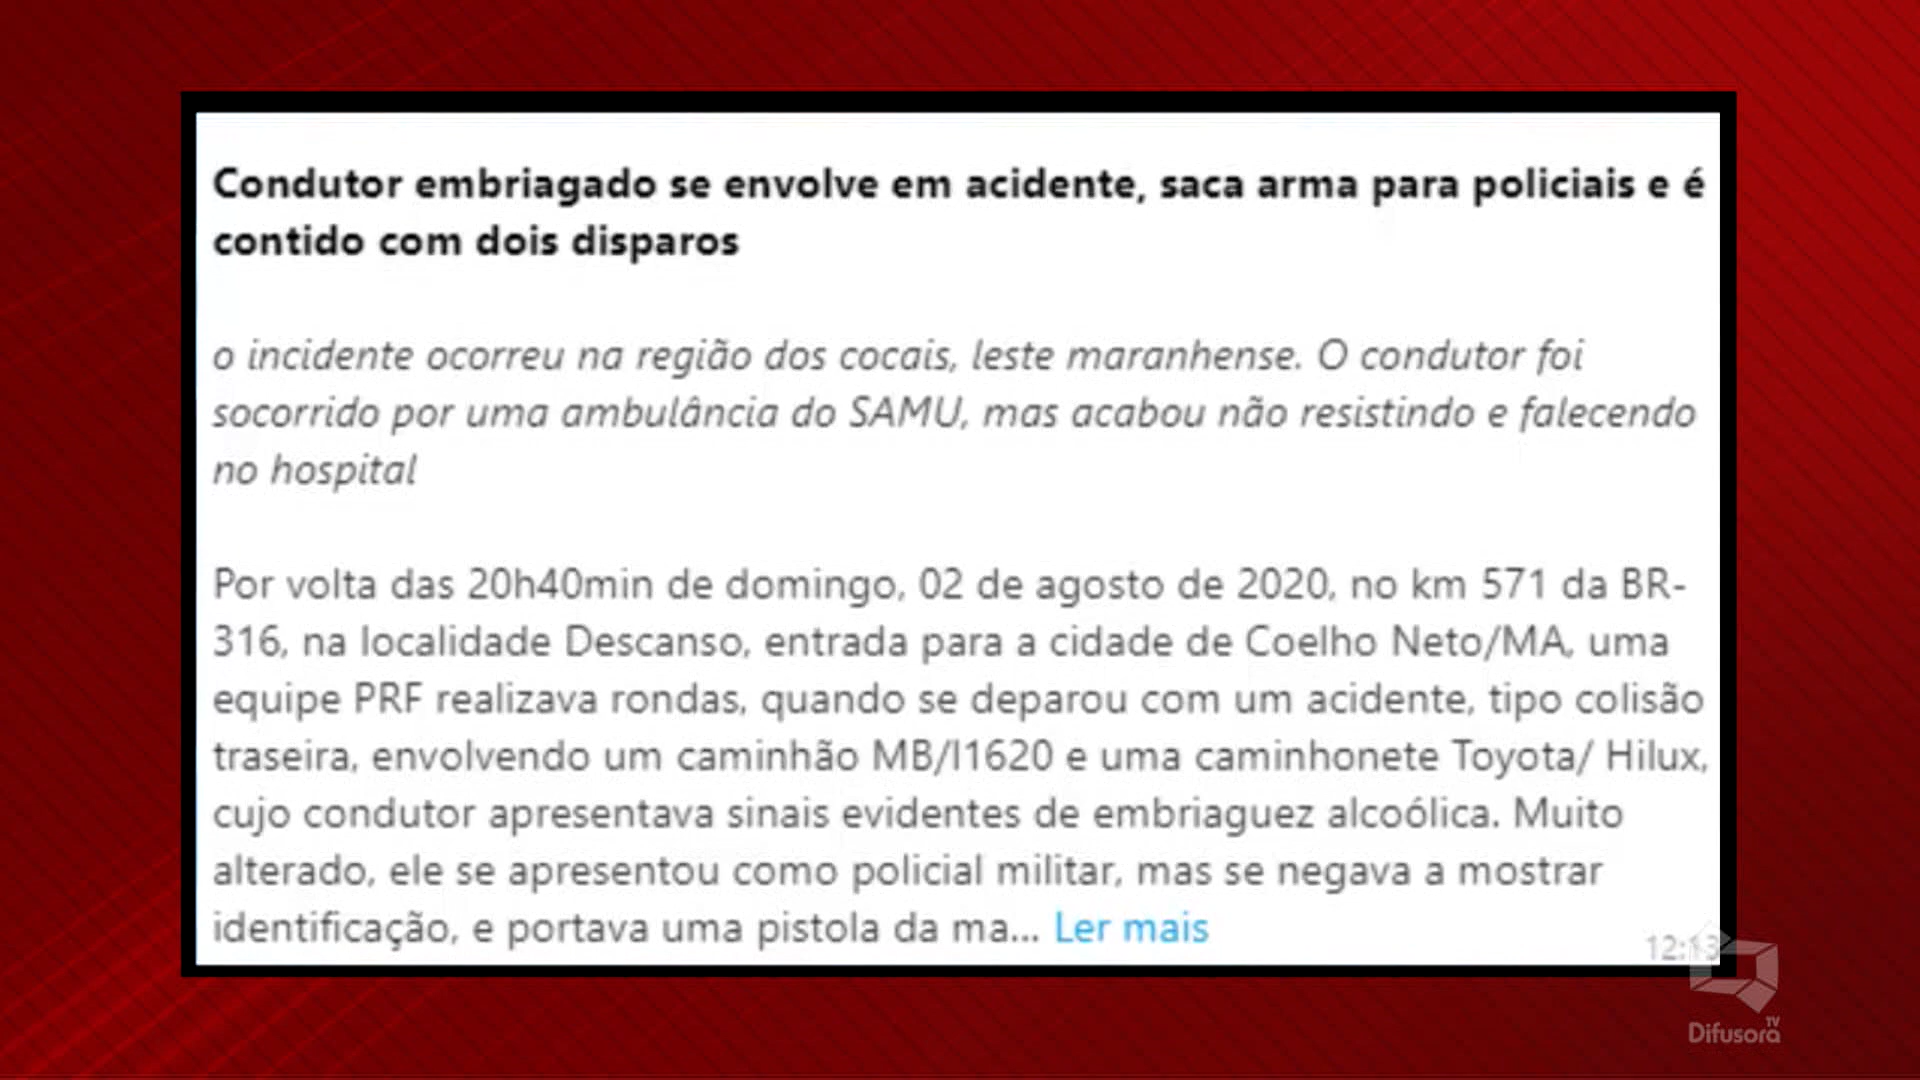 Condutor embriagado se envolve em acidente, saca arma para policiais e é
contido com dois disparos
o incidente ocorreu na região dos cocais, leste maranhense. O condutor foi
socorrido por uma ambulância do SAMU, mas acabou não resistindo e falecendo
no hospital
Por volta das 20h40min de domingo, 02 de agosto de 2020, no km 571 da BR-
316, na localidade Descanso, entrada para a cidade de Coelho Neto/MA, uma
equipe PRF realizava rondas, quando se deparou com um acidente, tipo colisão
traseira, envolvendo um caminhão MB/l1620 e uma caminhonete Toyota/ Hilux,
cujo condutor apresentava sinais evidentes de embriaguez alcoólica. Muito
alterado, ele se apresentou como policial militar, mas se negava a mostrar
identificação, e portava uma pistola da ma... Ler mais
12:13
TV
Difusora